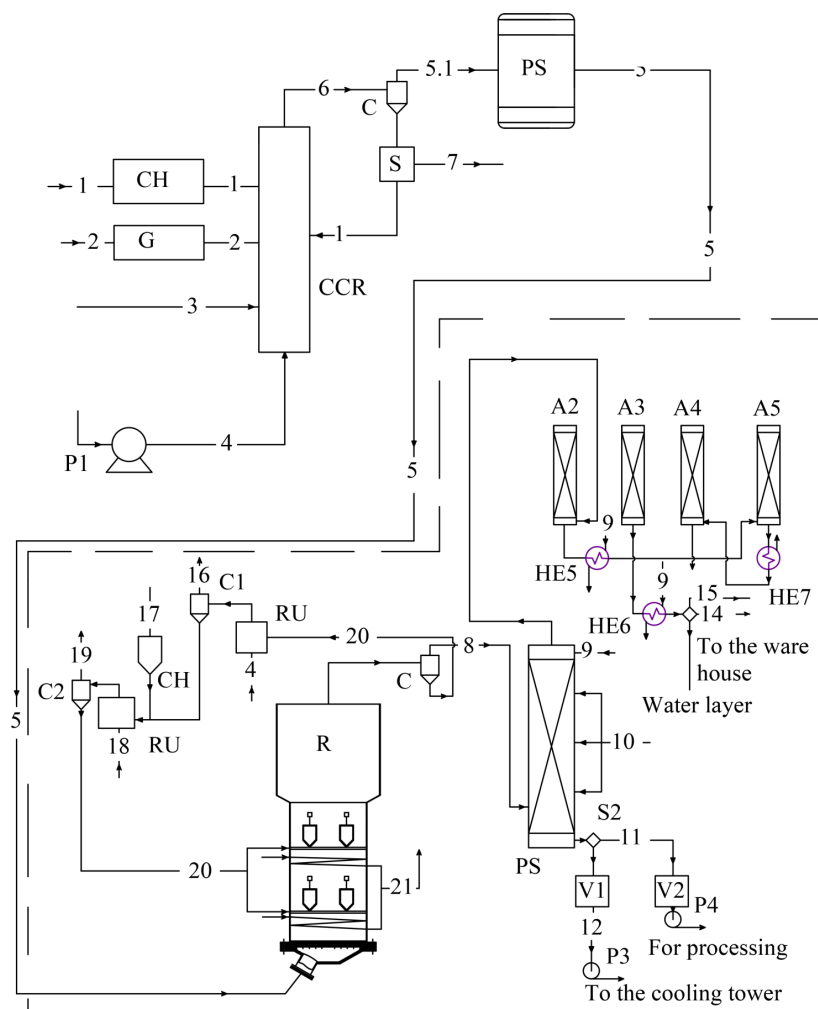 6
5.1
PS
5
C
1
CH
1
S
7
2
G
2
1
3
CCR
5
P1
4
5
A2
A3
A4
A5
9
HE5
9
HE7
16
C1
17
RU
20
8
HE6
15
14
To the ware
house
Water layer
19
CH
4
C
9
C2
5
18
RU
R
10
S2
11
PS
20
21
V1
V2
P4
12
For processing
P3
To the cooling tower